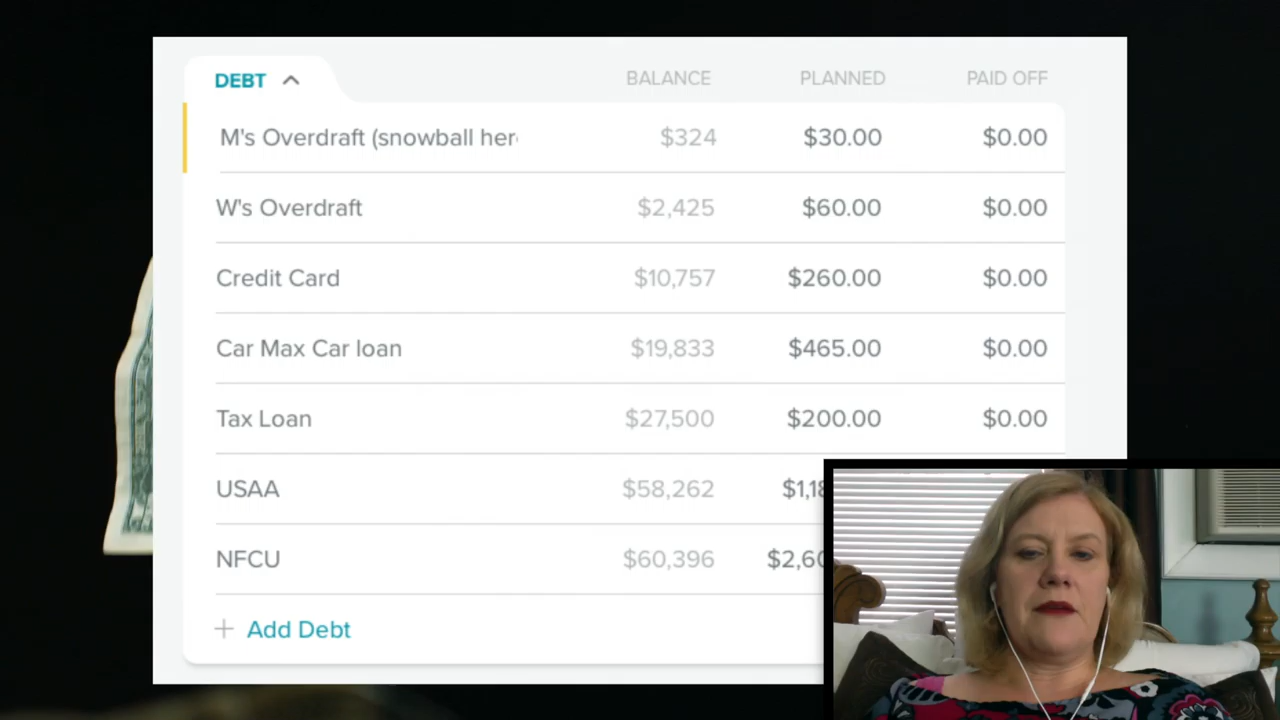 DEBT BALANCE PLANNED PAID OFF
M's Overdraft (snowball her $324 $30.00 $0.00
W's Overdraft $2,425 $60.00 $0.00
Credit Card $10,757 $260.00 $0.00
Car Max Car loan $19,833 $465.00 $0.00
Tax Loan $27,500 $200.00 $0.00
USAA $58,262
NFCU $60,396
+ Add Debt